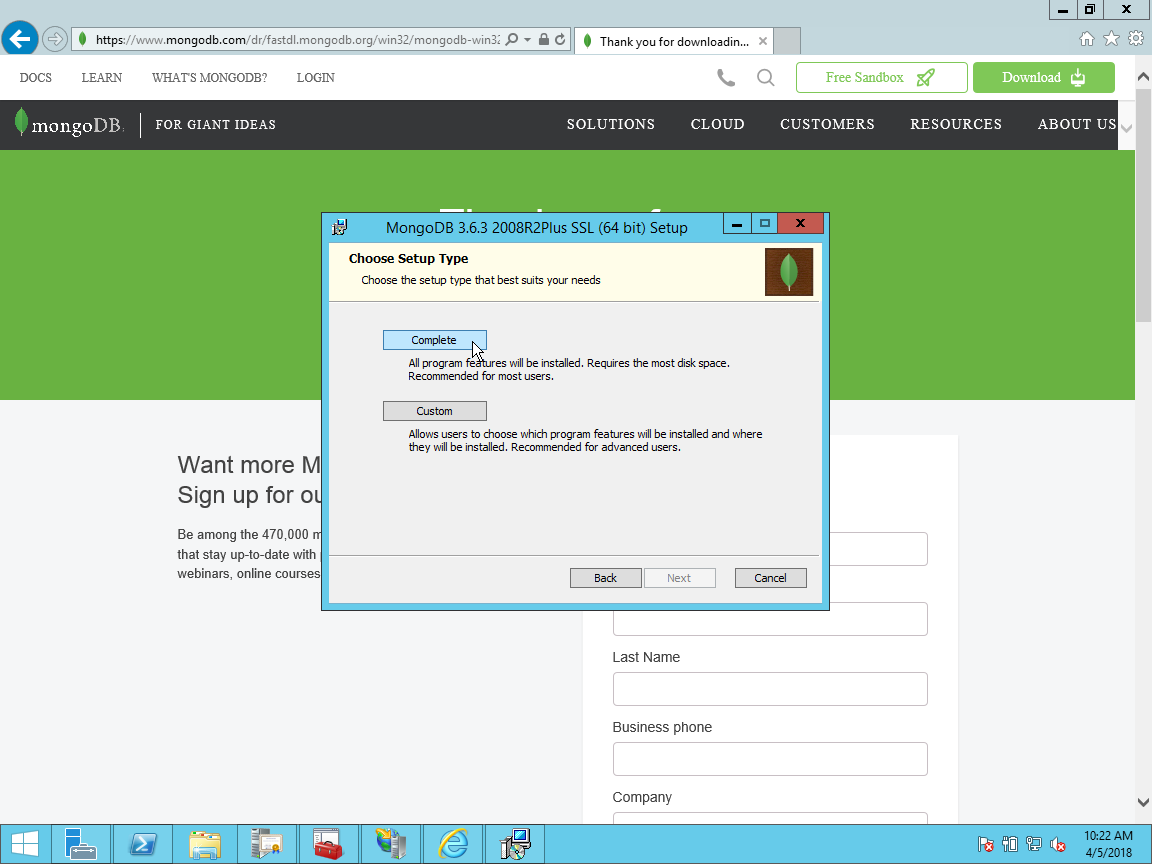 https://www.mongodb.com/dr/fastdl.mongodb.org/win32/mongodb-win32
Thank you for downloadin...
DOCS
LEARN
WHAT'S MONGODB?
LOGIN
Free Sandbox
Download
mongoDB
FOR GIANT IDEAS
SOLUTIONS
CLOUD
CUSTOMERS
RESOURCES
ABOUT US
MongoDB 3.6.3 2008R2Plus SSL (64 bit) Setup
Choose Setup Type
Choose the setup type that best suits your needs
Complete
All program features will be installed. Requires the most disk space.
Recommended for most users.
Custom
Allows users to choose which program features will be installed and where
they will be installed. Recommended for advanced users.
Back
Next
Cancel
Want more M
Sign up for ou
Be among the 470,000 m
that stay up-to-date with
webinars, online courses
Last Name
Business phone
Company
10:22 AM
4/5/2018